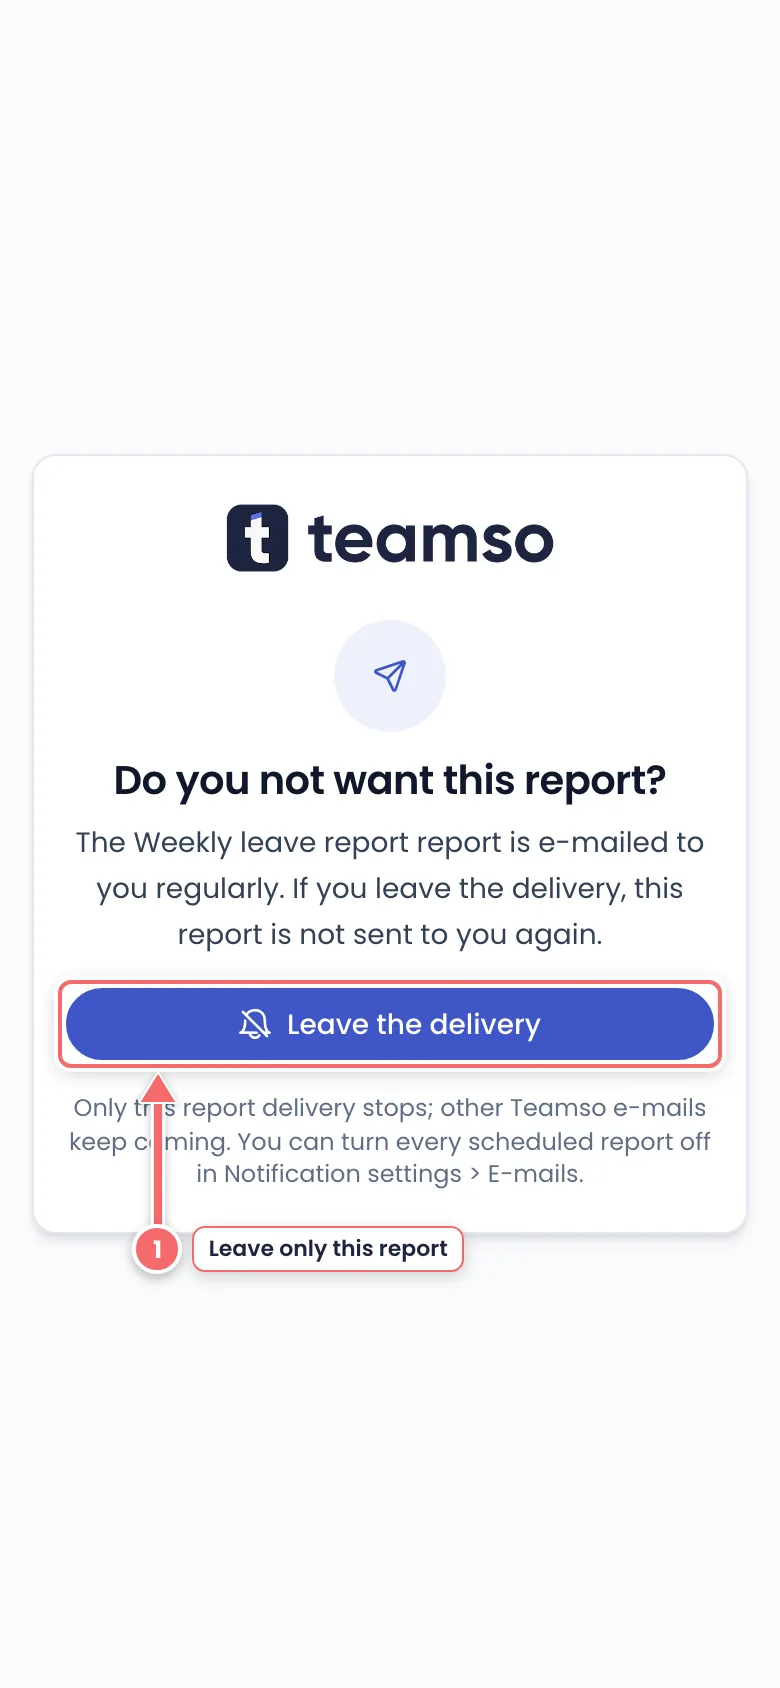 teamso
Do you not want this report?
The Weekly leave report report is e-mailed to
you regularly. If you leave the delivery, this
report is not sent to you again.
Leave the delivery
Only this report delivery stops; other Teamso e-mails
keep coming. You can turn every scheduled report off
in Notification settings > E-mails.
1
Leave only this report